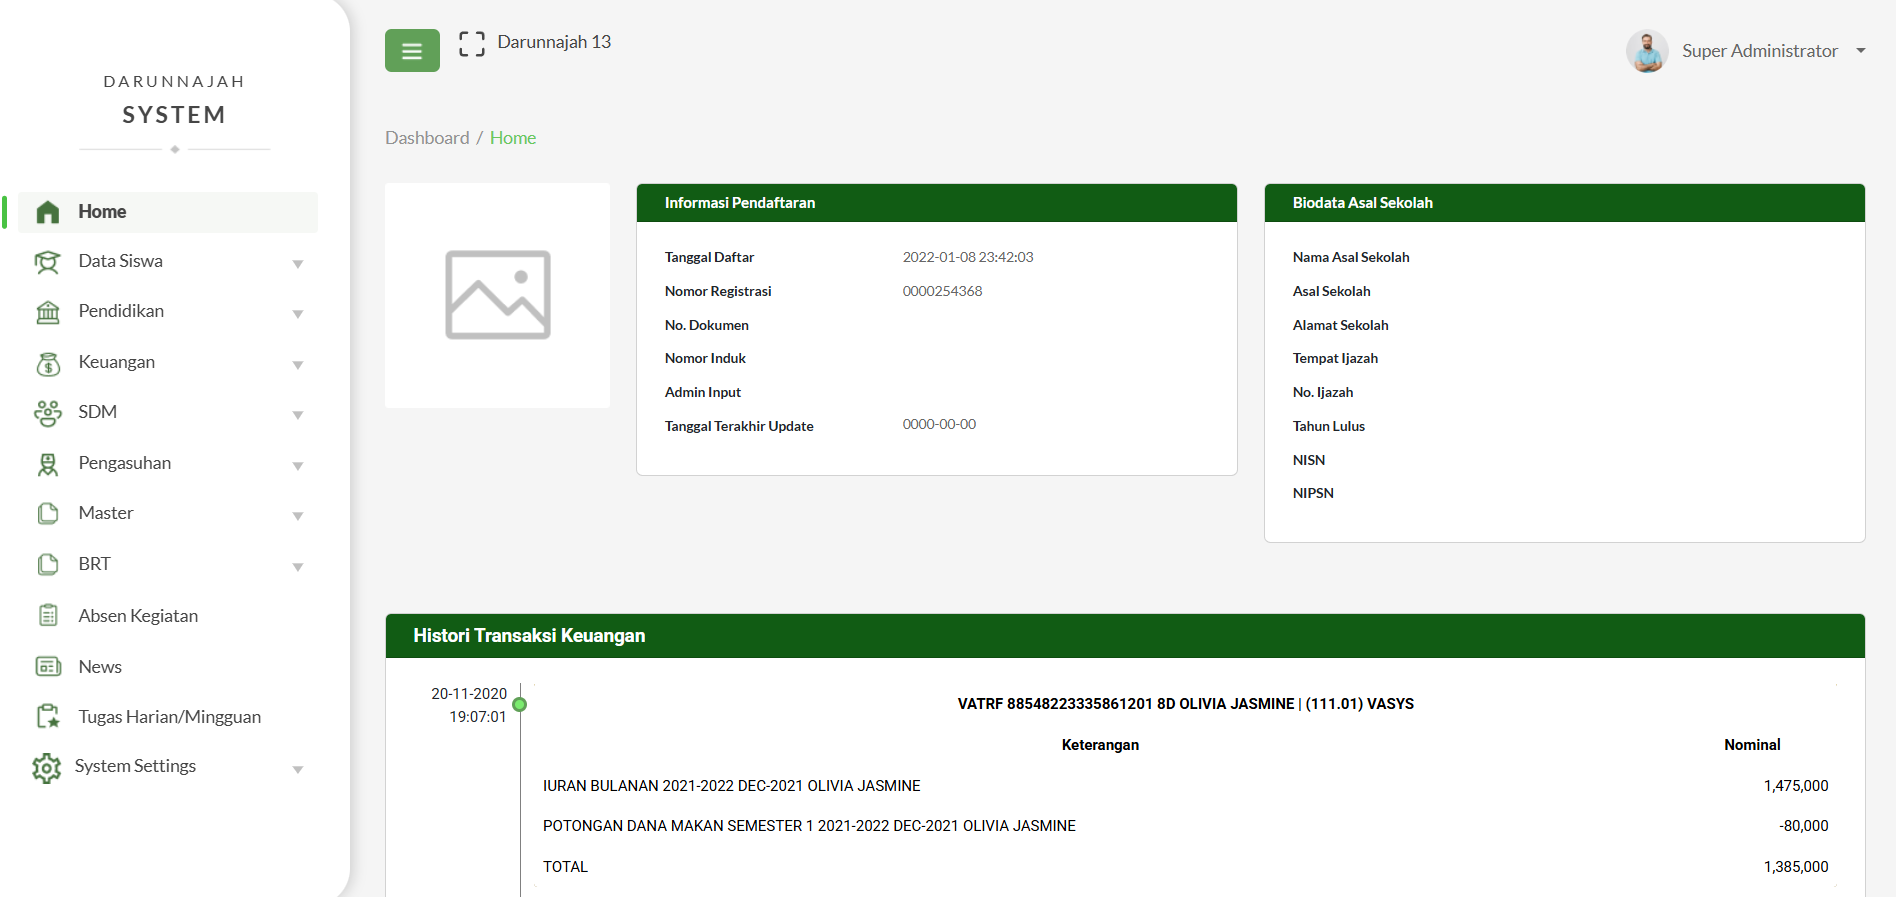 DARUNNAJAH
SYSTEM
Home
Data Siswa
Pendidikan
Keuangan
SDM
Pengasuhan
Master
BRT
Absen Kegiatan
News
Tugas Harian/Mingguan
System Settings
Darunnajah 13
Super Administrator
Dashboard / Home
Informasi Pendaftaran
Tanggal Daftar 2022-01-08 23:42:03
Nomor Registrasi 0000254368
No. Dokumen
Nomor Induk
Admin Input
Tanggal Terakhir Update 0000-00-00
Biodata Asal Sekolah
Nama Asal Sekolah
Asal Sekolah
Alamat Sekolah
Tempat Ijazah
No. Ijazah
Tahun Lulus
NISN
NIPSN
Histori Transaksi Keuangan
20-11-2020
19:07:01
VATRF 88548223335861201 8D OLIVIA JASMINE | (111.01) VASYS
Keterangan Nominal
IURAN BULANAN 2021-2022 DEC-2021 OLIVIA JASMINE 1,475,000
POTONGAN DANA MAKAN SEMESTER 1 2021-2022 DEC-2021 OLIVIA JASMINE -80,000
TOTAL 1,385,000